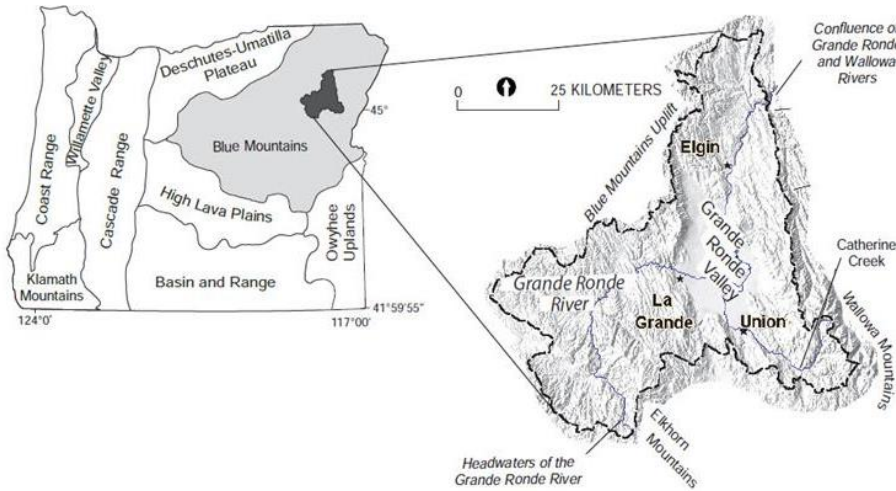 Coast Range
Willamette Valley
Cascade Range
Deschutes-Umatilla
Plateau
Blue Mountains
45°
High Lava Plains
Owyhee
Uplands
Klamath
Mountains
Basin and Range
41°59'55"
124°0'
117°00'
0 25 KILOMETERS
Confluence of
Grande Ronde
and Wallowa
Rivers
Blue Mountains Uplift
Elgin
Grande
Ronde
Valley
Catherine
Creek
Grande Ronde
River
La
Grande
Union
Wallowa Mountains
Elkhorn
Mountains
Headwaters of the
Grande Ronde River